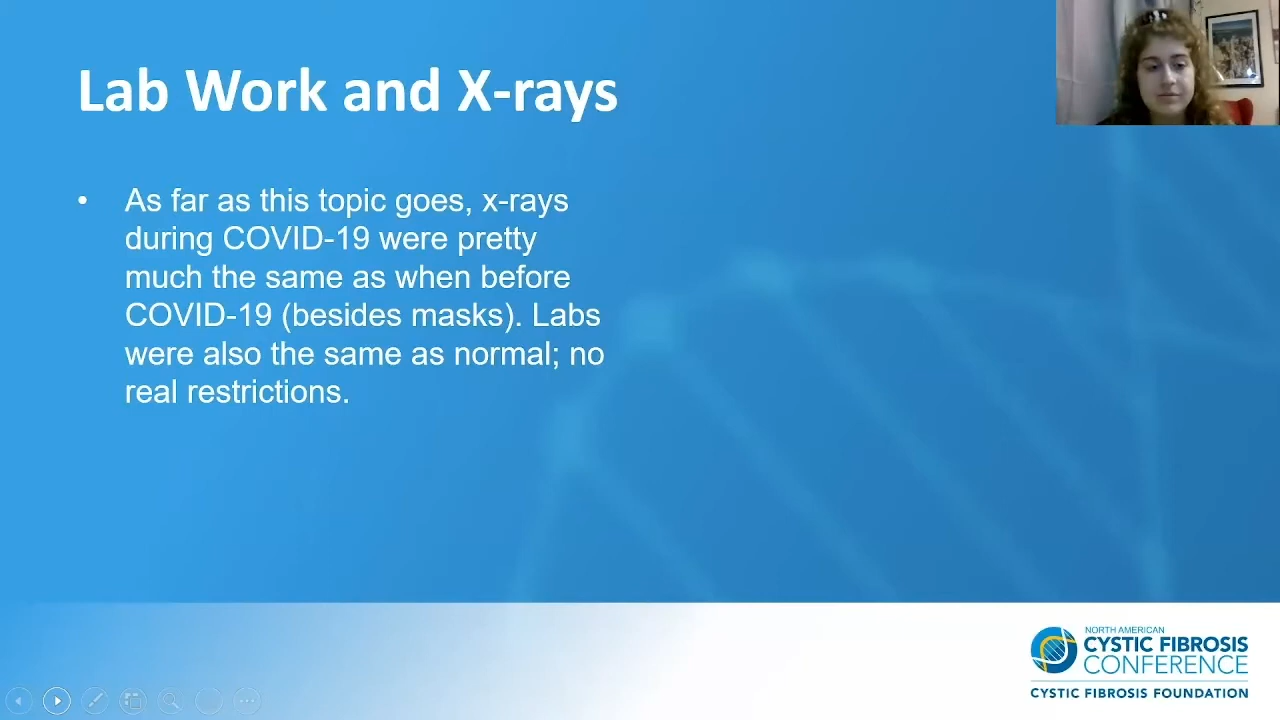 Lab Work and X-rays
• As far as this topic goes, x-rays
during COVID-19 were pretty
much the same as when before
COVID-19 (besides masks). Labs
were also the same as normal; no
real restrictions.
NORTH AMERICAN
CYSTIC FIBROSIS
CONFERENCE
CYSTIC FIBROSIS FOUNDATION